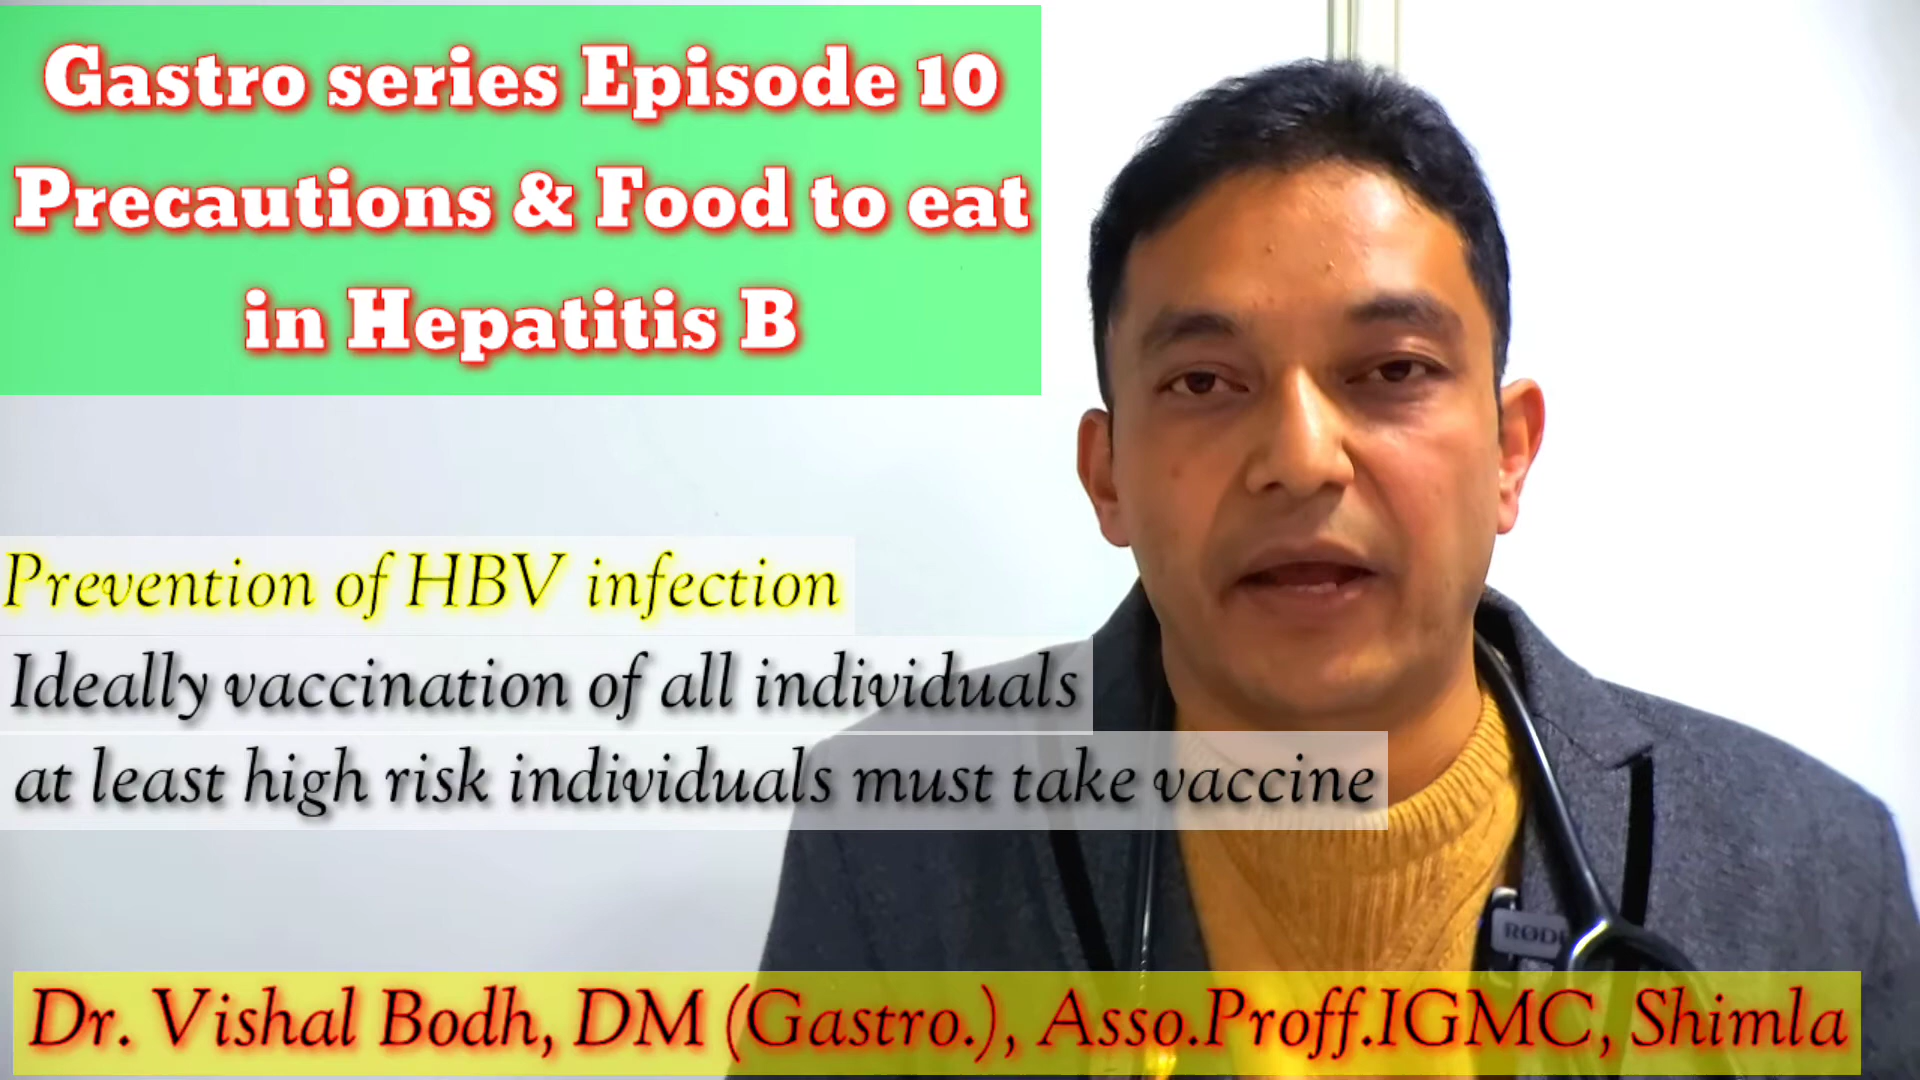 Gastro series Episode 10
Precautions & Food to eat
in Hepatitis B
Prevention of HBV infection
Ideally vaccination of all individuals
at least high risk individuals must take vaccine
RODE
Dr. Vishal Bodh, DM (Gastro.), Asso.Proff.IGMC, Shimla